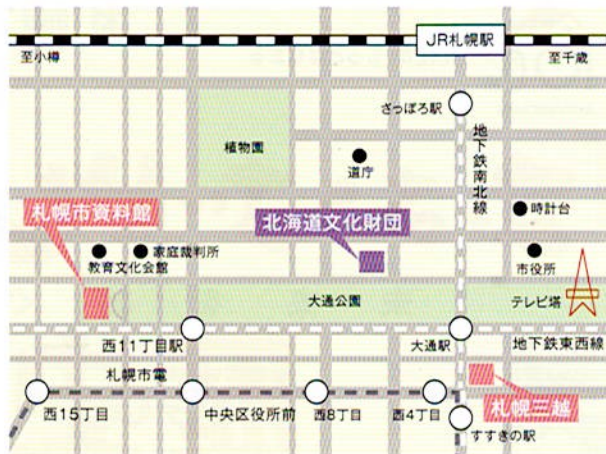 JR札幌駅
至小樽
至千歳
さっぽろ駅
地下鉄南北線
植物園
道庁
札幌市資料館
北海道文化財団
時計台
家庭裁判所
教育文化会館
市役所
大通公園
テレビ塔
西11丁目駅
大通駅
地下鉄東西線
札幌市電
西15丁目
中央区役所前
西8丁目
西4丁目
札幌三越
すすきの駅